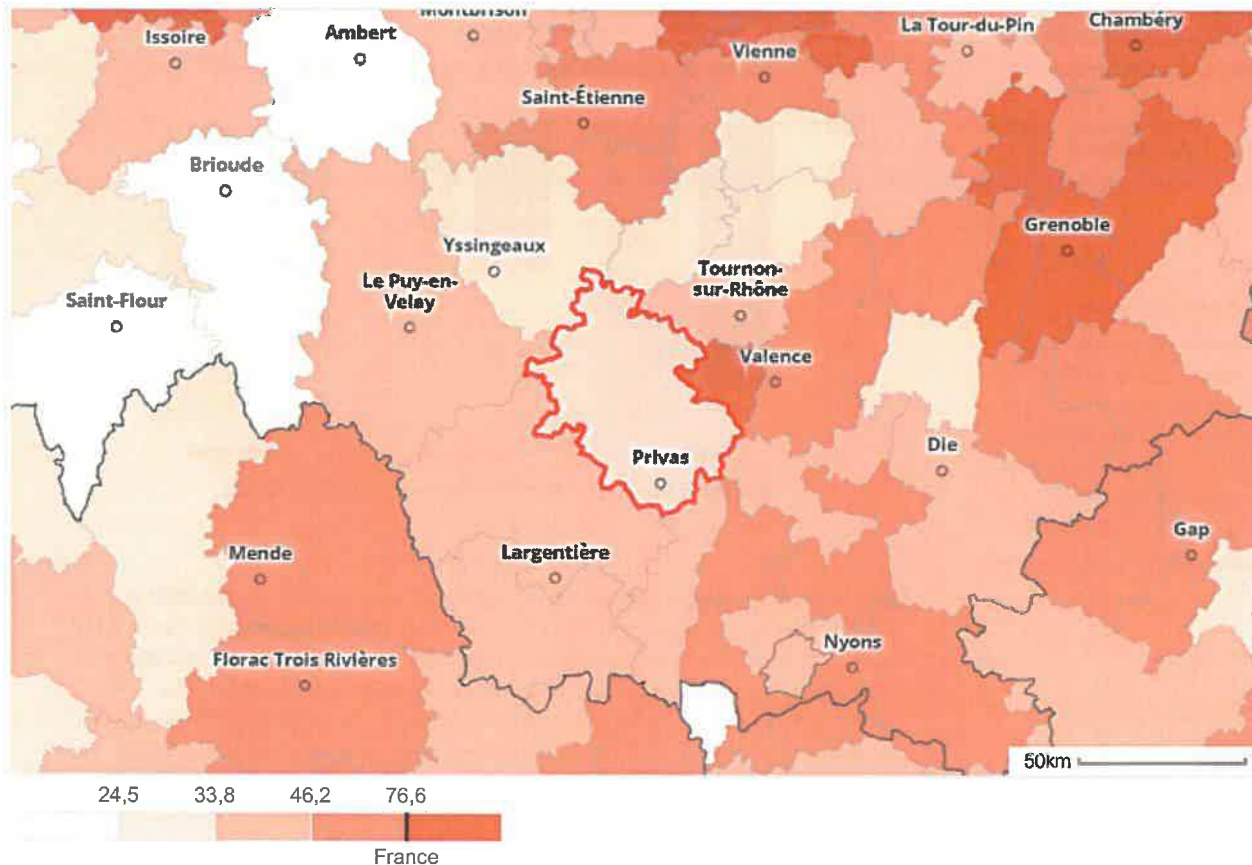 Montbrison
La Tour-du-Pin
Chambéry
Issoire
Ambert
Vienne
Saint-Étienne
Brioude
Grenoble
Yssingeaux
Le Puy-en-
Velay
Tournon-
sur-Rhône
Saint-Flour
Valence
Die
Privas
Gap
Mende
Largentière
Nyons
Florac Trois Rivières
50km
24,5
33,8
46,2
76,6
France